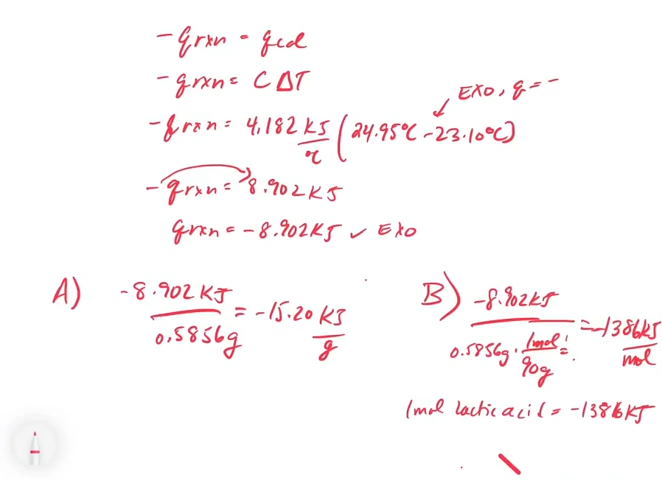 -qrxn = qcal
-qrxn = CΔT
EXO, q = -
-qrxn = 4.182 KJ/°C (24.95°C - 23.10°C)
-qrxn = 8.902 KJ
qrxn = -8.902 KJ ✓ EXO
A) -8.902 KJ / 0.5856g = -15.20 KJ/g
B) -8.902 KJ / 0.5856g · 1mol/90g = -1386 KJ/mol
1mol lactic acid = -1386 KJ